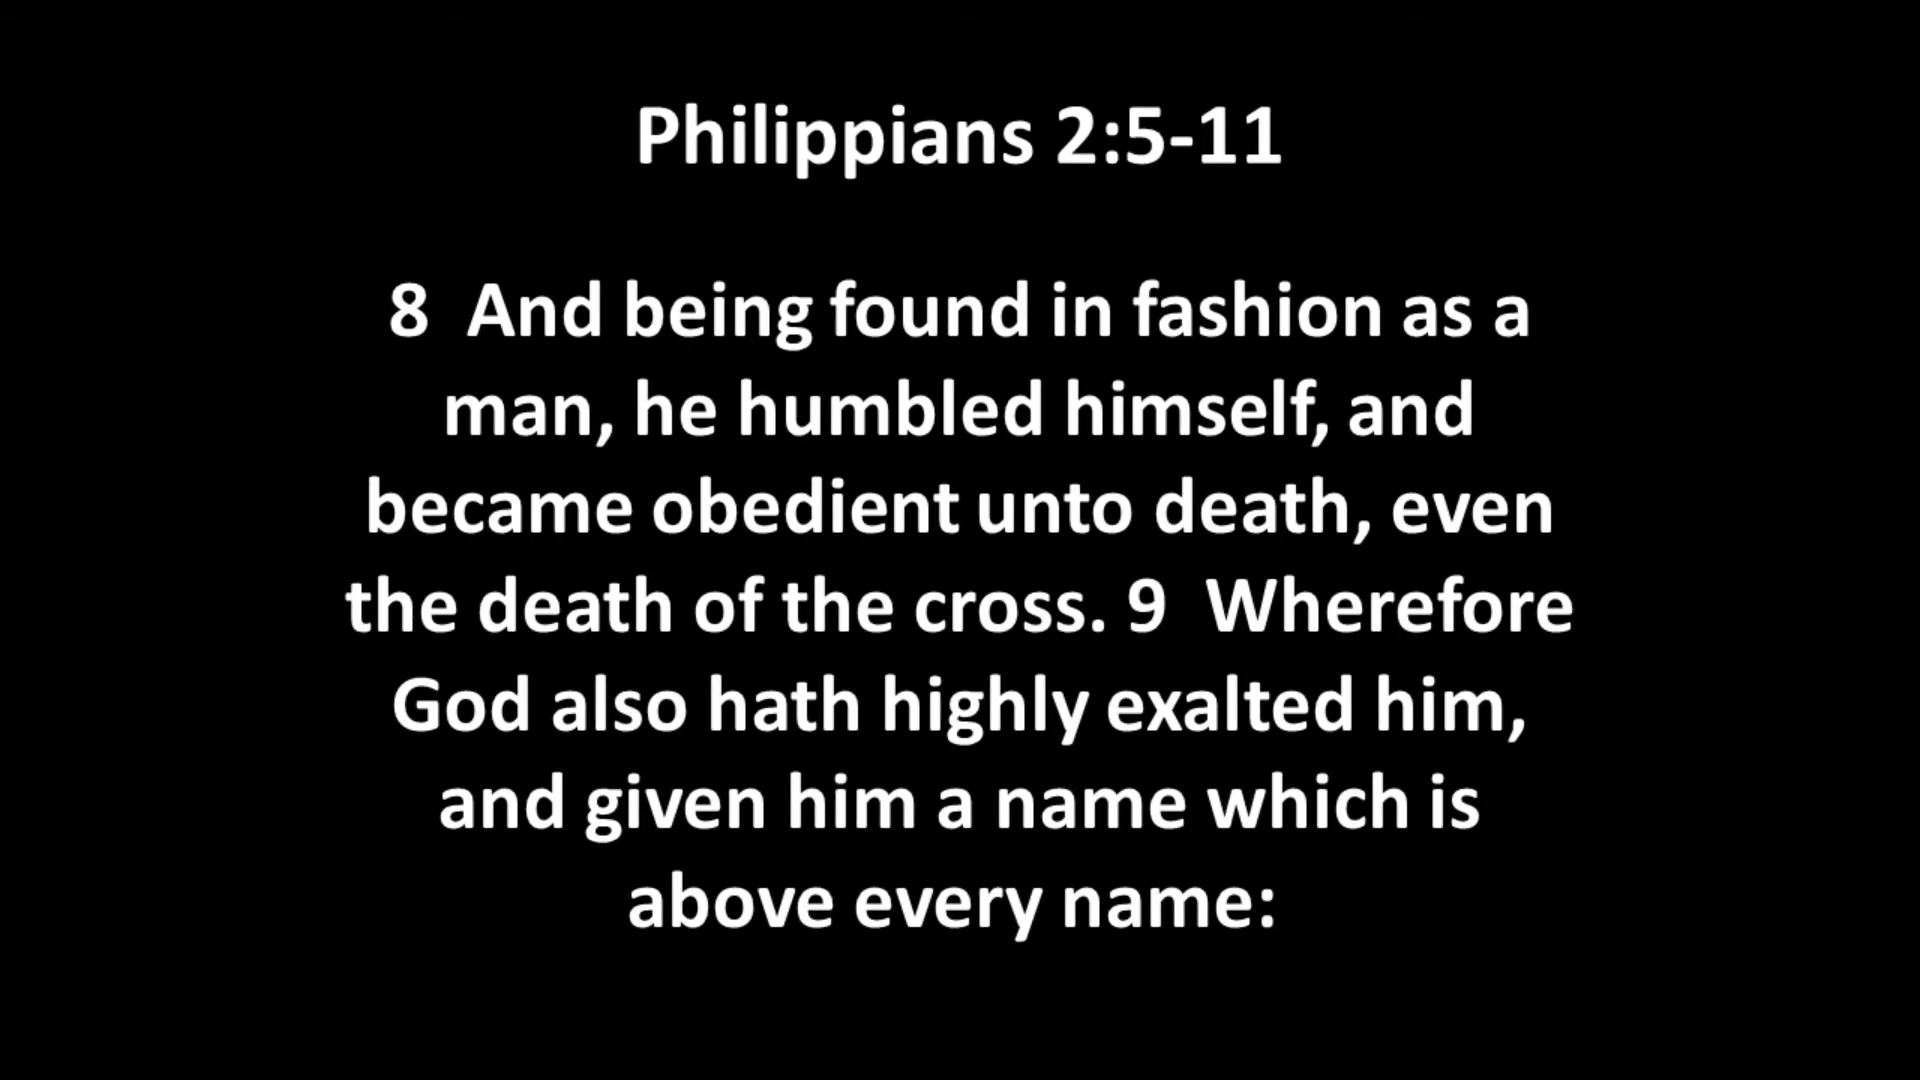 Philippians 2:5-11
8  And being found in fashion as a
man, he humbled himself, and
became obedient unto death, even
the death of the cross. 9  Wherefore
God also hath highly exalted him,
and given him a name which is
above every name: